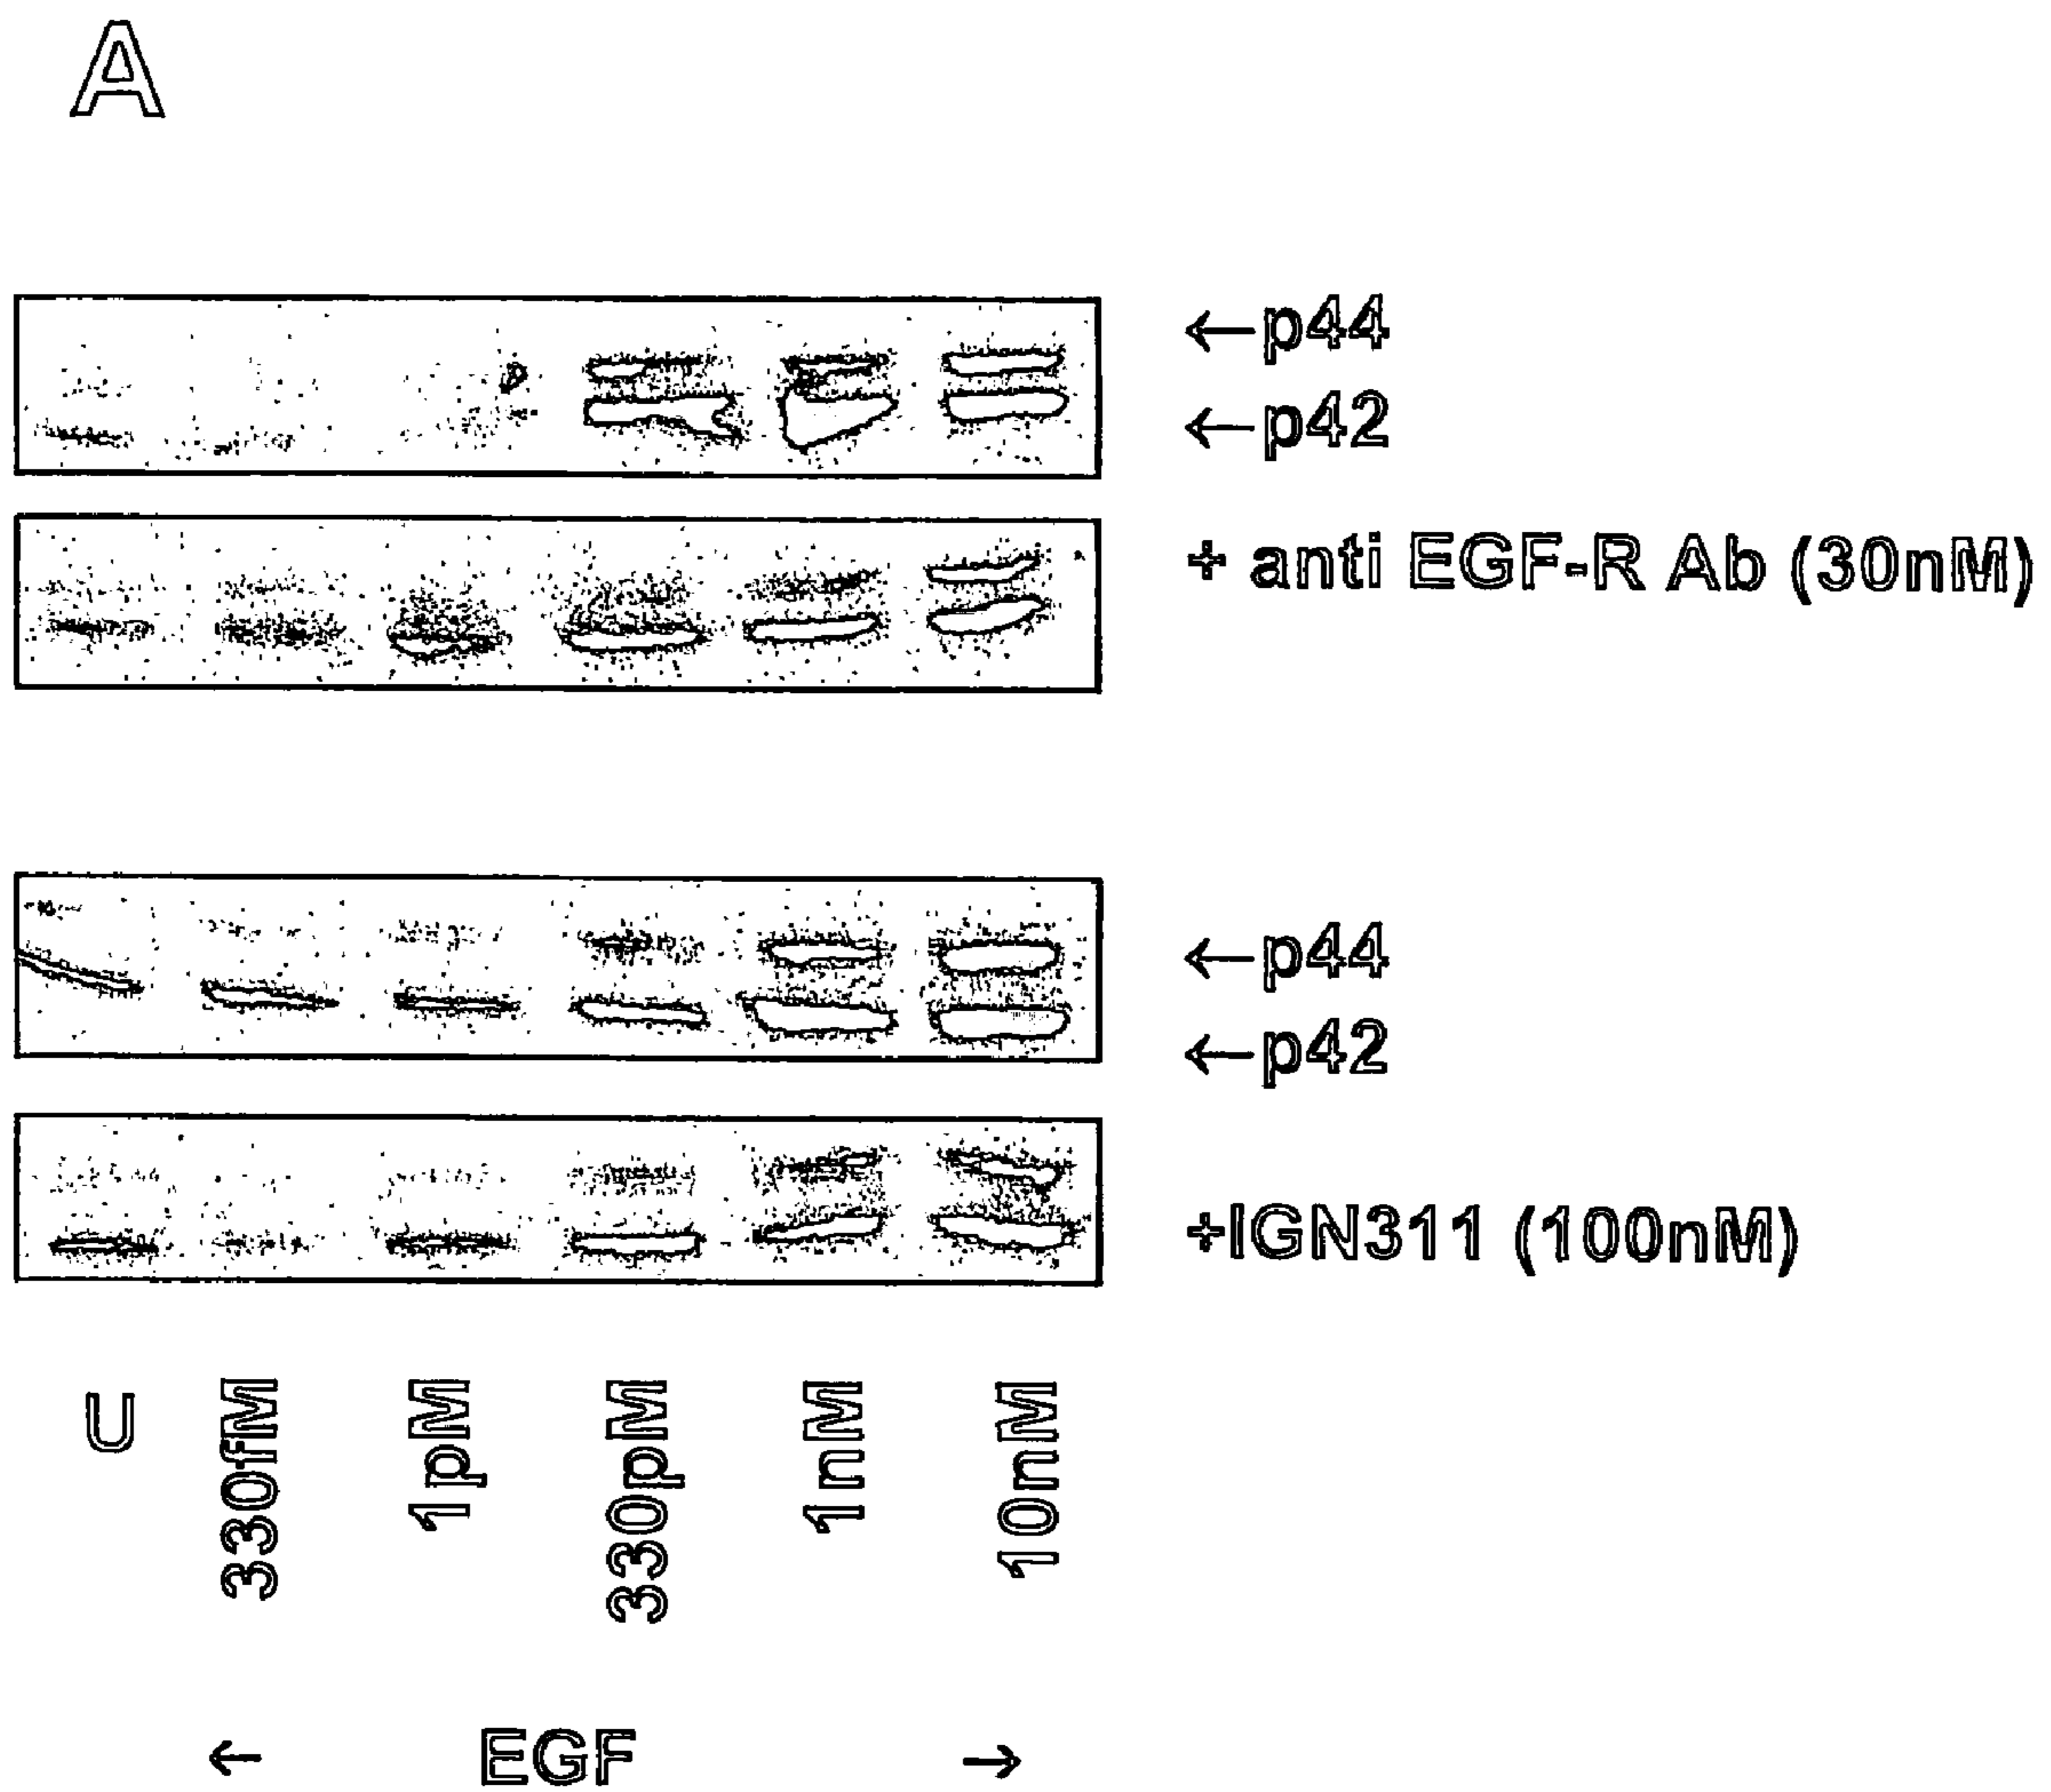 A
←p44
←p42
+ anti EGF-R Ab (30nM)
←p44
←p42
+IGN311 (100nM)
U 330fM 1pM 330pM 1nM 10nM
← EGF →